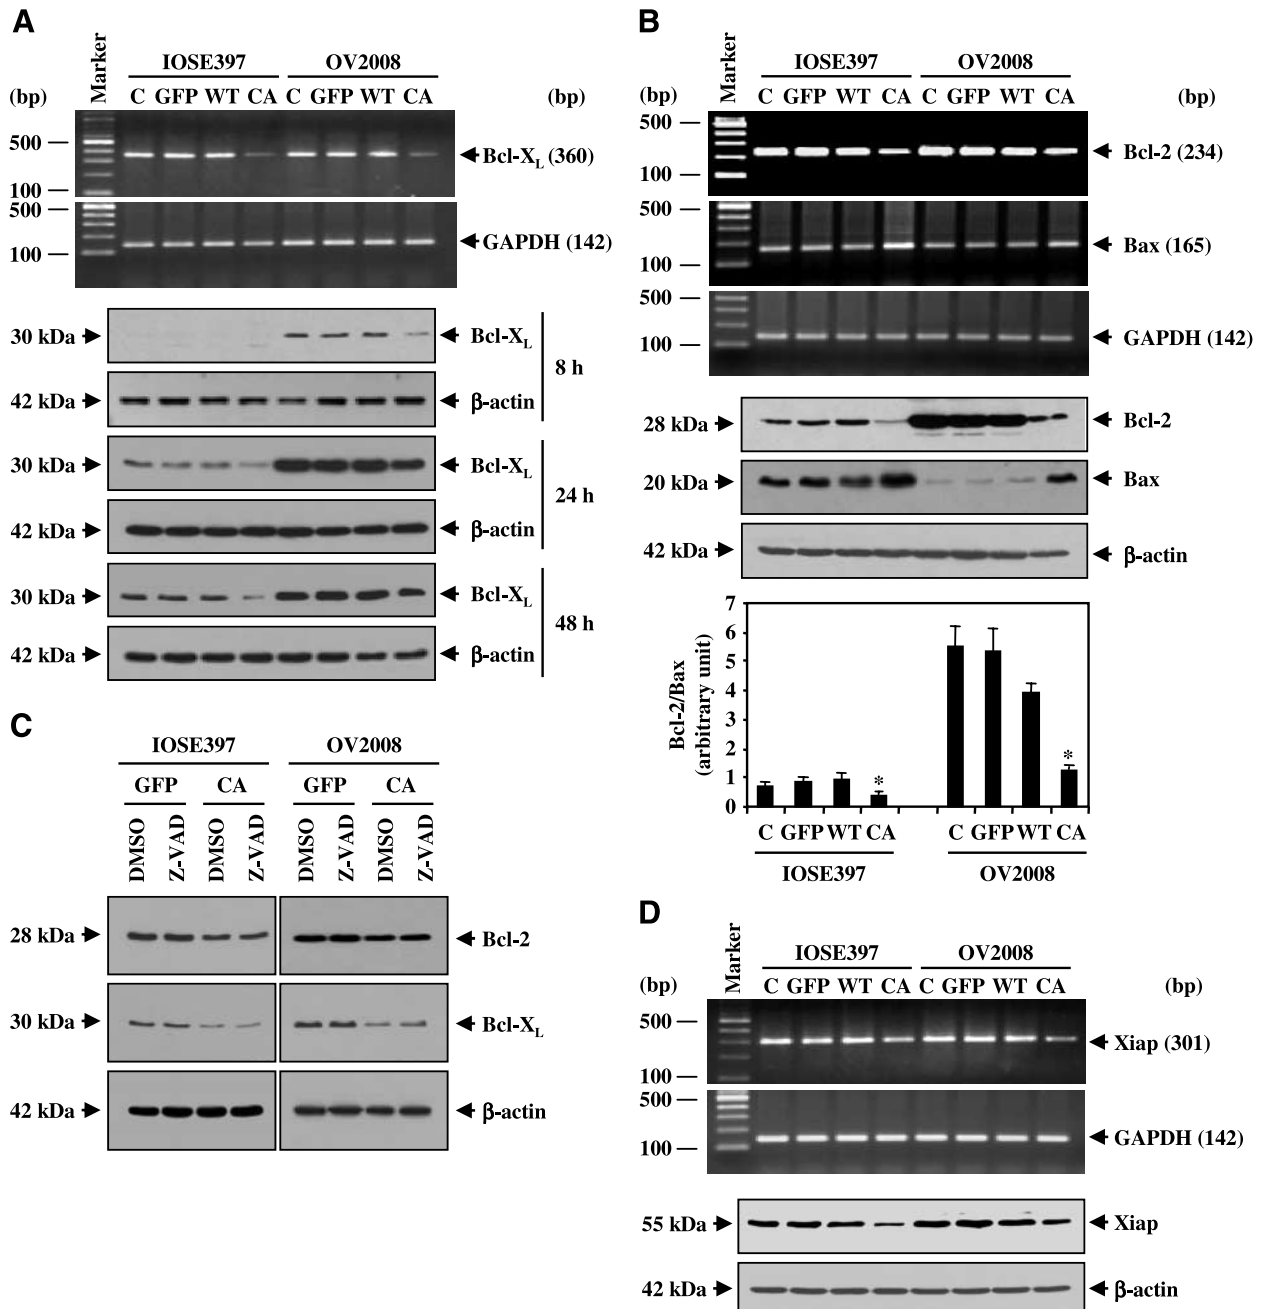 A
Marker
IOSE397 OV2008
(bp) C GFP WT CA C GFP WT CA (bp)
500
Bcl-XL (360)
100
500
GAPDH (142)
100
30 kDa Bcl-XL
8 h
42 kDa β-actin
30 kDa Bcl-XL
24 h
42 kDa β-actin
30 kDa Bcl-XL
48 h
42 kDa β-actin
B
Marker
IOSE397 OV2008
(bp) C GFP WT CA C GFP WT CA (bp)
500
Bcl-2 (234)
100
500
Bax (165)
100
500
GAPDH (142)
100
28 kDa Bcl-2
20 kDa Bax
42 kDa β-actin
Bcl-2/Bax
(arbitrary unit)
7
6
5
4
3
2
1
0
*
*
C GFP WT CA C GFP WT CA
IOSE397 OV2008
C
IOSE397 OV2008
GFP CA GFP CA
DMSO Z-VAD DMSO Z-VAD DMSO Z-VAD DMSO Z-VAD
28 kDa Bcl-2
30 kDa Bcl-XL
42 kDa β-actin
D
Marker
IOSE397 OV2008
(bp) C GFP WT CA C GFP WT CA (bp)
500
Xiap (301)
100
500
GAPDH (142)
100
55 kDa Xiap
42 kDa β-actin